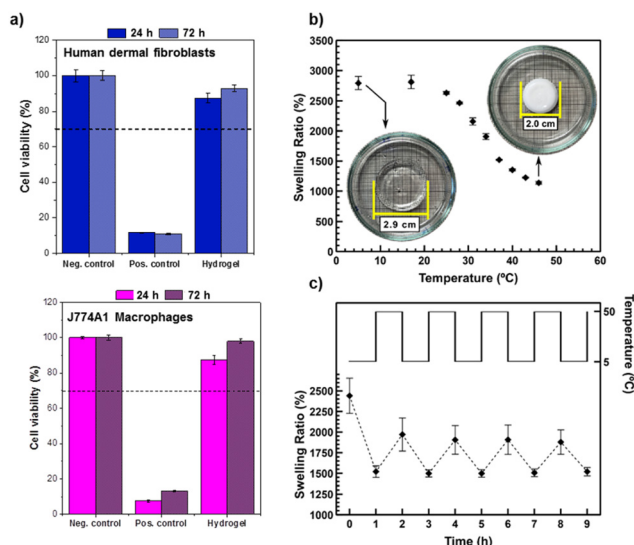 a)
24 h 72 h
Human dermal fibroblasts
Cell viability (%)
120
100
80
60
40
20
0
Neg. control Pos. control Hydrogel
24 h 72 h
J774A1 Macrophages
Cell viability (%)
120
100
80
60
40
20
0
Neg. control Pos. control Hydrogel
b)
Swelling Ratio (%)
3500
3000
2500
2000
1500
1000
500
0
2.0 cm
2.9 cm
0 10 20 30 40 50 60
Temperature (ºC)
c)
Temperature (ºC)
50
5
Swelling Ratio (%)
2500
2250
2000
1750
1500
1250
1000
0 1 2 3 4 5 6 7 8 9
Time (h)